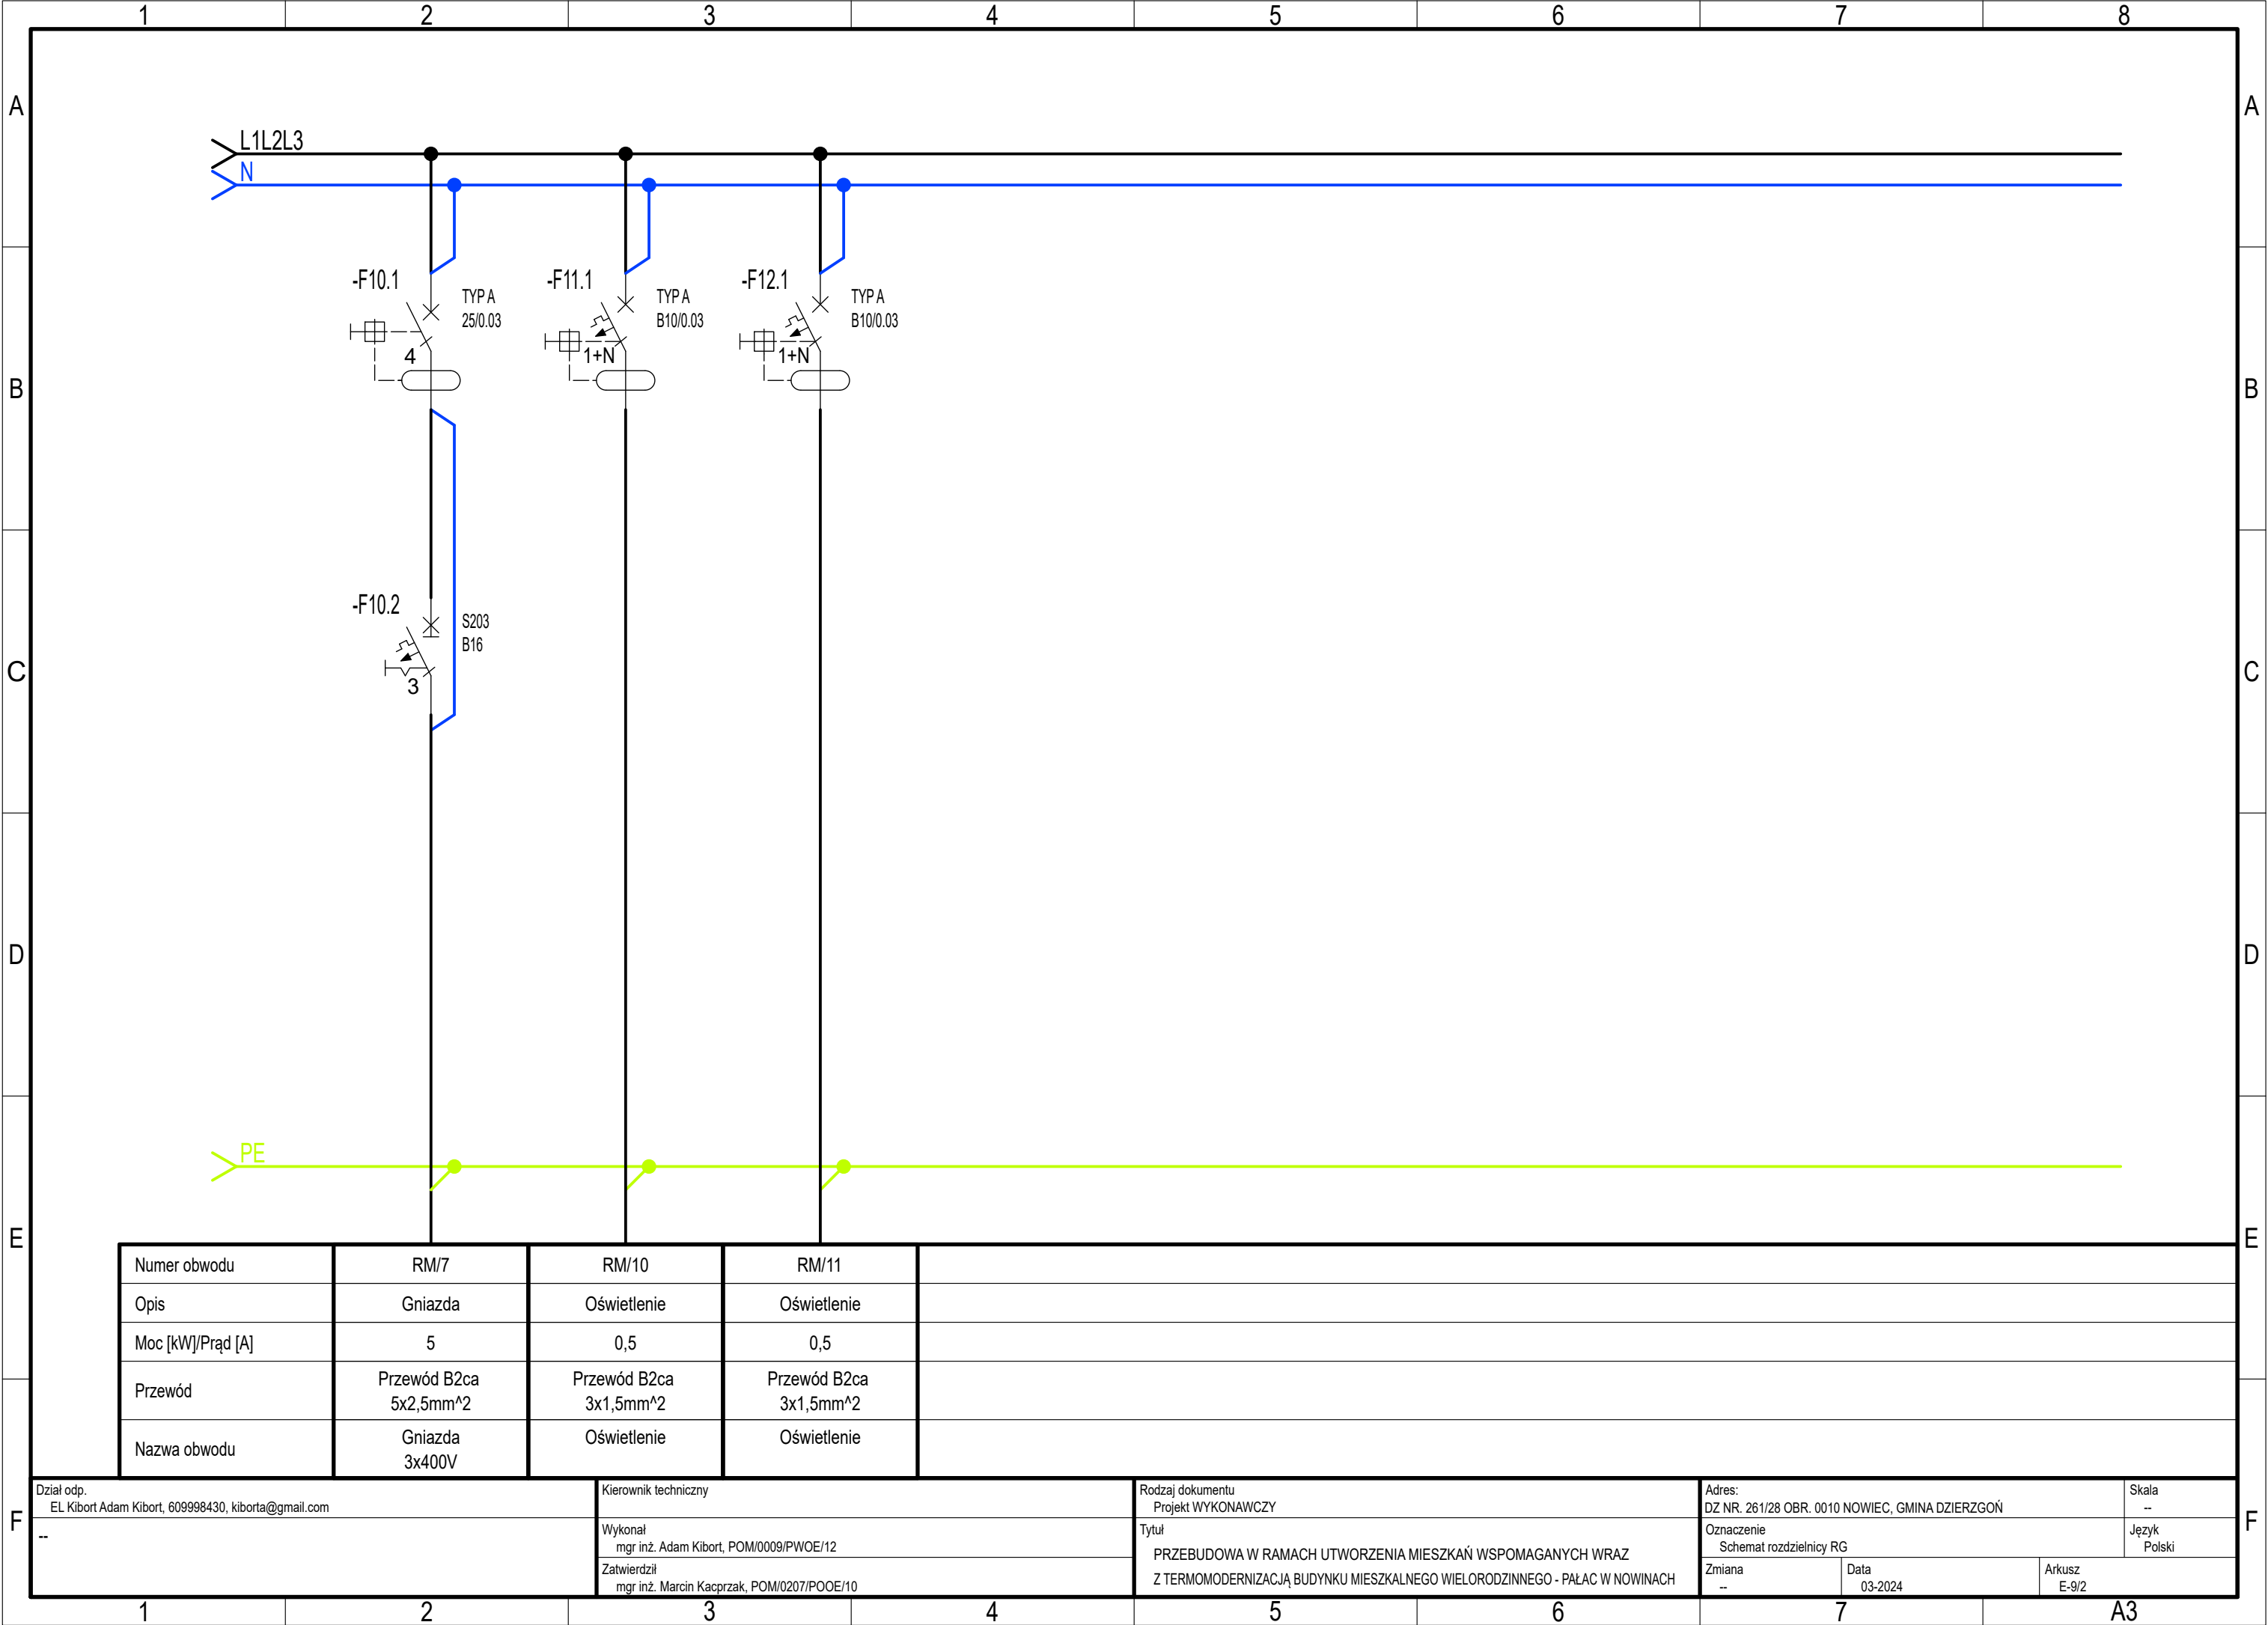 1 2 3 4 5 6 7 8
A A
L1L2L3
N
-F10.1
TYP A
25/0.03
4
-F11.1
TYP A
B10/0.03
1+N
-F12.1
TYP A
B10/0.03
1+N
B B
-F10.2
S203
B16
3
C C
D D
PE
E E
Numer obwodu RM/7 RM/10 RM/11
Opis Gniazda Oświetlenie Oświetlenie
Moc [kW]/Prąd [A] 5 0,5 0,5
Przewód Przewód B2ca 5x2,5mm^2 Przewód B2ca 3x1,5mm^2 Przewód B2ca 3x1,5mm^2
Nazwa obwodu Gniazda 3x400V Oświetlenie Oświetlenie
F F
Dział odp.
EL Kibort Adam Kibort, 609998430, kiborta@gmail.com
--
Kierownik techniczny
Wykonał
mgr inż. Adam Kibort, POM/0009/PWOE/12
Zatwierdził
mgr inż. Marcin Kacprzak, POM/0207/POOE/10
Rodzaj dokumentu
Projekt WYKONAWCZY
Tytuł
PRZEBUDOWA W RAMACH UTWORZENIA MIESZKAŃ WSPOMAGANYCH WRAZ
Z TERMOMODERNIZACJĄ BUDYNKU MIESZKALNEGO WIELORODZINNEGO - PAŁAC W NOWINACH
Adres:
DZ NR. 261/28 OBR. 0010 NOWIEC, GMINA DZIERZGOŃ
Skala
--
Oznaczenie
Schemat rozdzielnicy RG
Język
Polski
Zmiana
--
Data
03-2024
Arkusz
E-9/2
1 2 3 4 5 6 7 A3